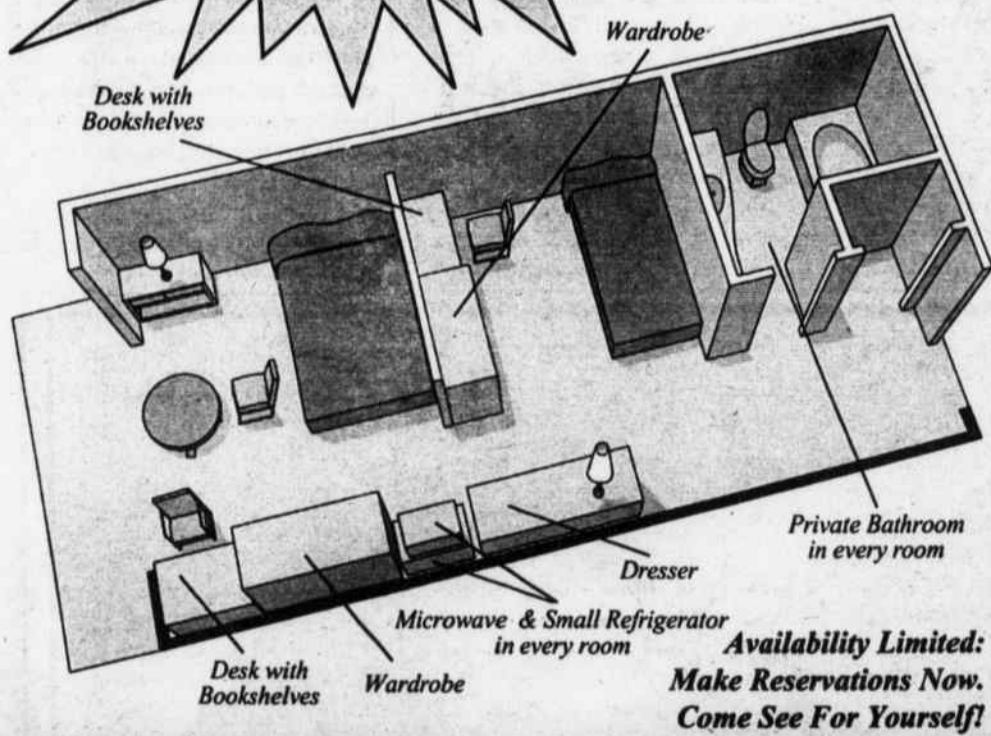 Wardrobe
Desk with
Bookshelves
Private Bathroom
in every room
Dresser
Microwave & Small Refrigerator
in every room
Desk with
Bookshelves
Wardrobe
Availability Limited:
Make Reservations Now.
Come See For Yourself!